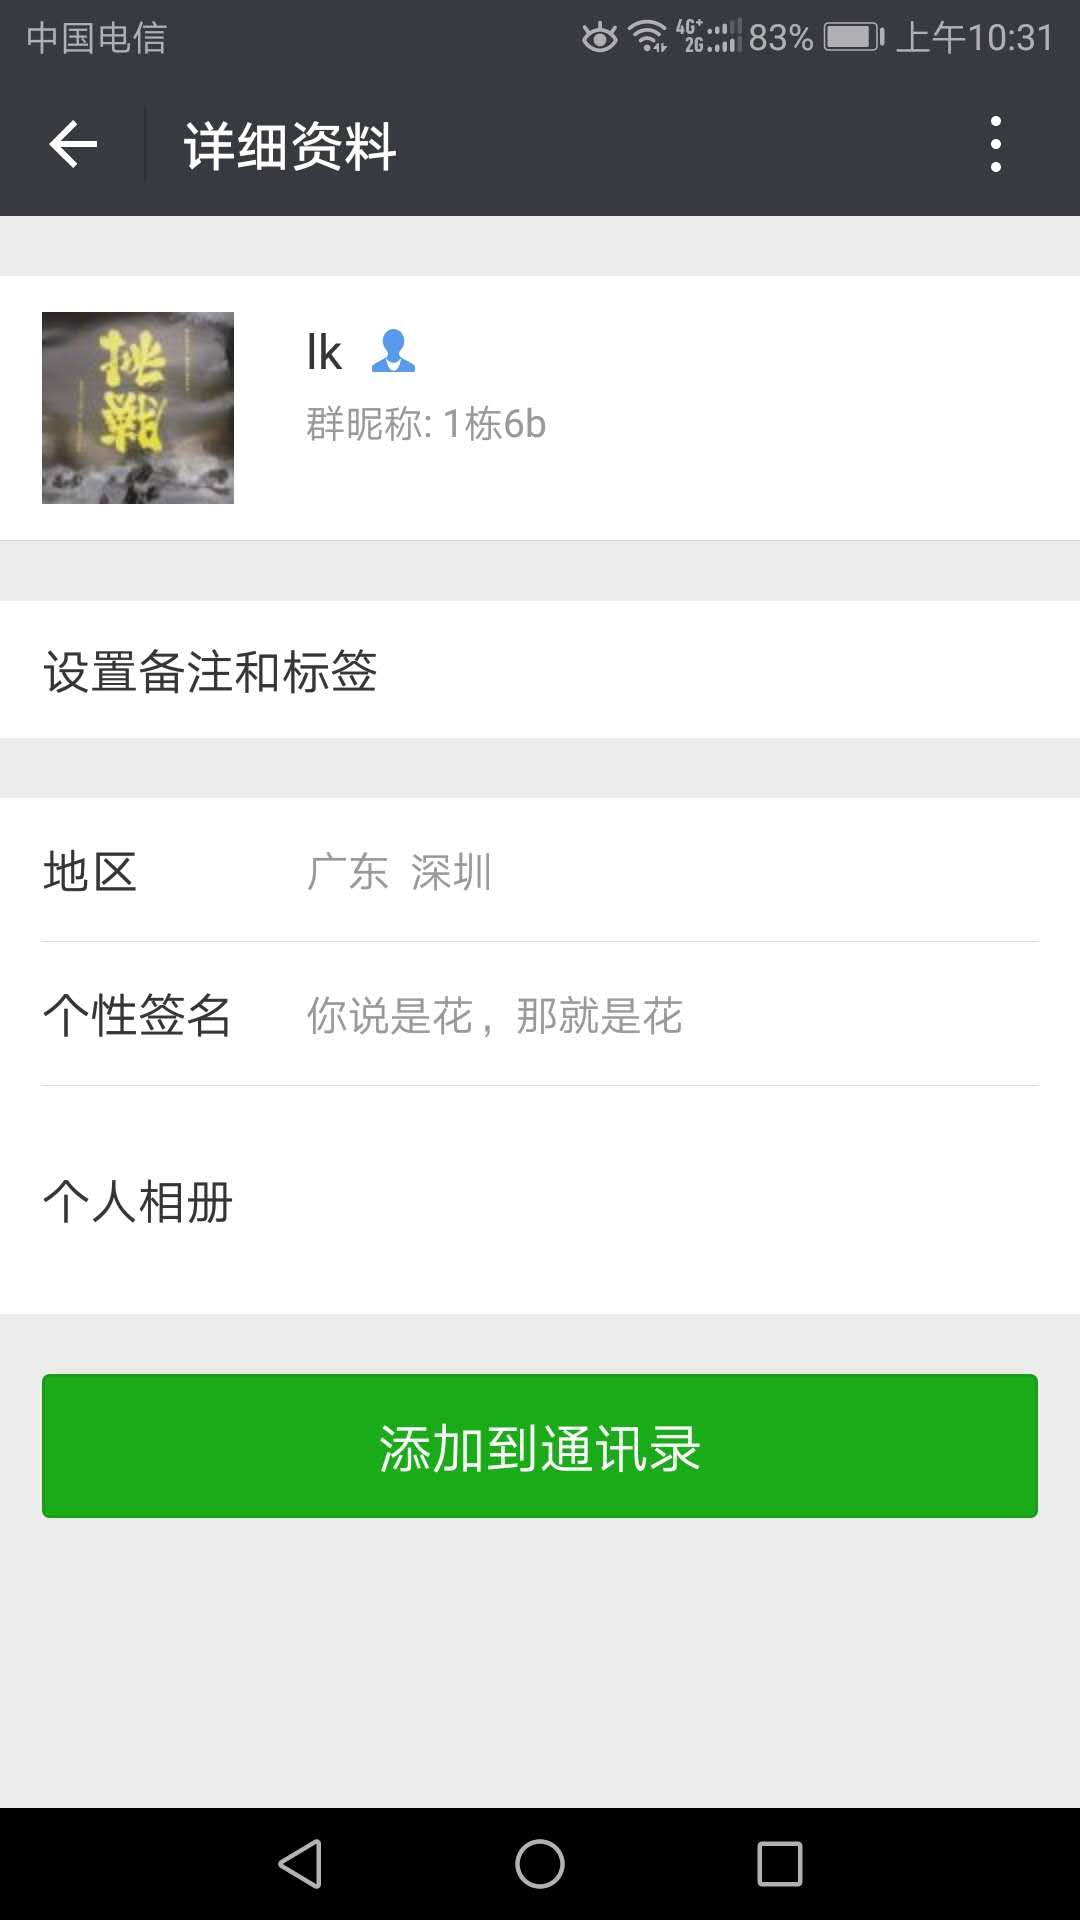 中国电信 4G+ 2G 83% 上午10:31
详细资料
挑戰
lk
群昵称: 1栋6b
设置备注和标签
地区 广东 深圳
个性签名 你说是花，那就是花
个人相册
添加到通讯录